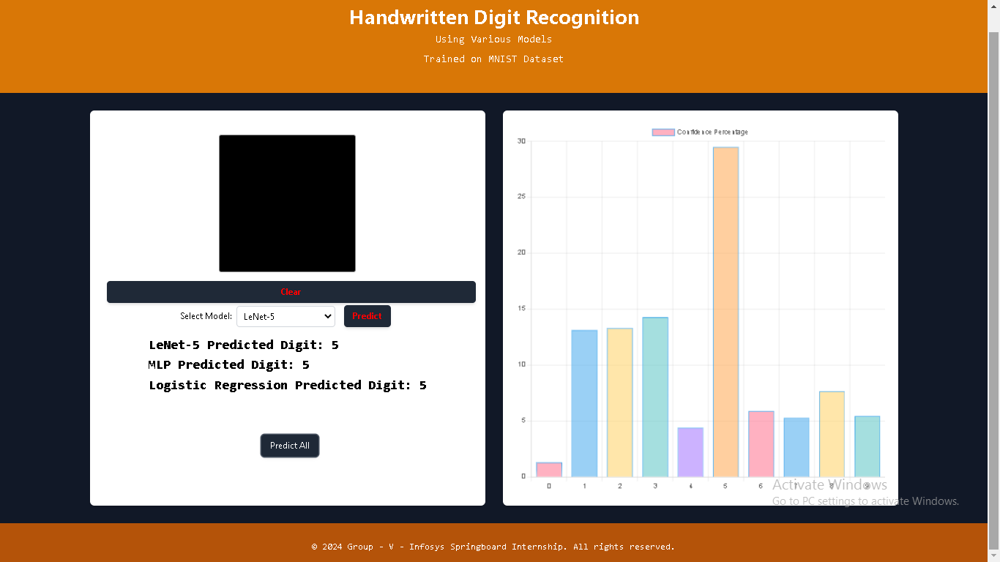 Handwritten Digit Recognition
Using Various Models
Trained on MNIST Dataset
Clear
Select Model: LeNet-5 Predict
LeNet-5 Predicted Digit: 5
MLP Predicted Digit: 5
Logistic Regression Predicted Digit: 5
Predict All
Confidence Percentage
30
25
20
15
10
5
0
0 1 2 3 4 5 6 7 8 9
Activate Windows
Go to PC settings to activate Windows.
© 2024 Group - V - Infosys Springboard Internship. All rights reserved.